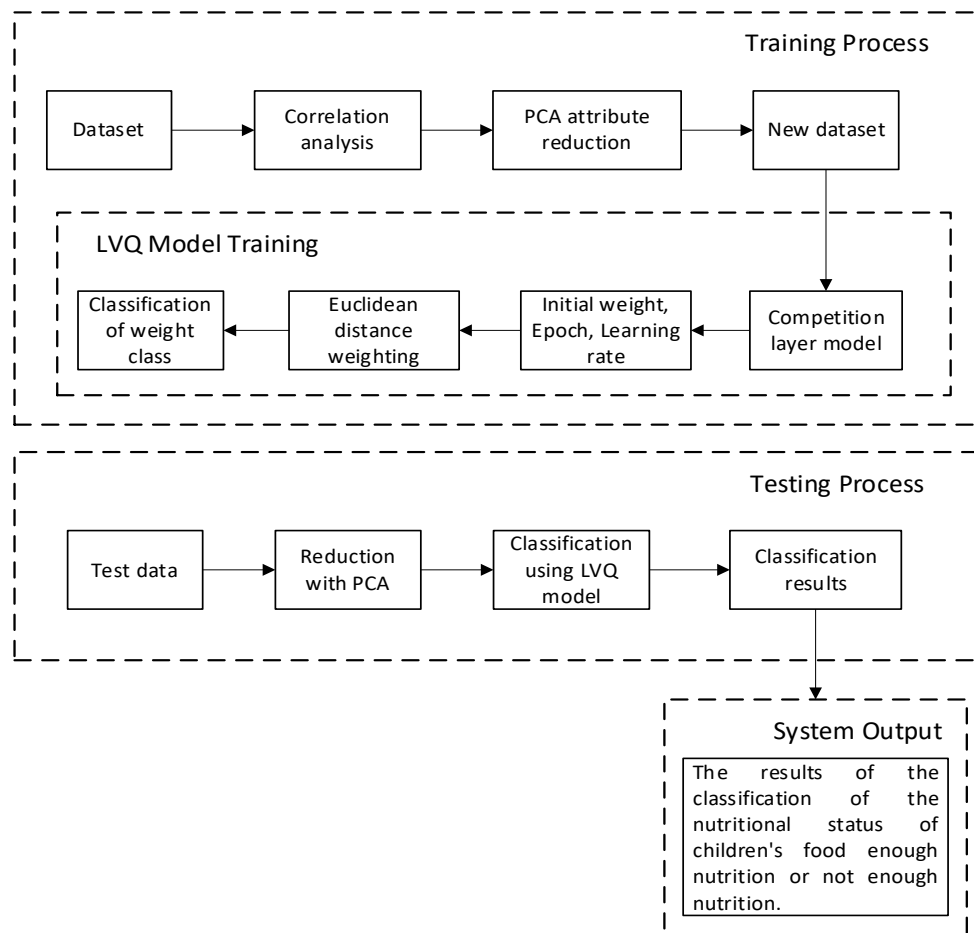 Training Process
Dataset
Correlation
analysis
PCA attribute
reduction
New dataset
LVQ Model Training
Classification
of weight
class
Euclidean
distance
weighting
Initial weight,
Epoch, Learning
rate
Competition
layer model
Testing Process
Test data
Reduction
with PCA
Classification
using LVQ
model
Classification
results
System Output
The results of the
classification of the
nutritional status of
children's food enough
nutrition or not enough
nutrition.